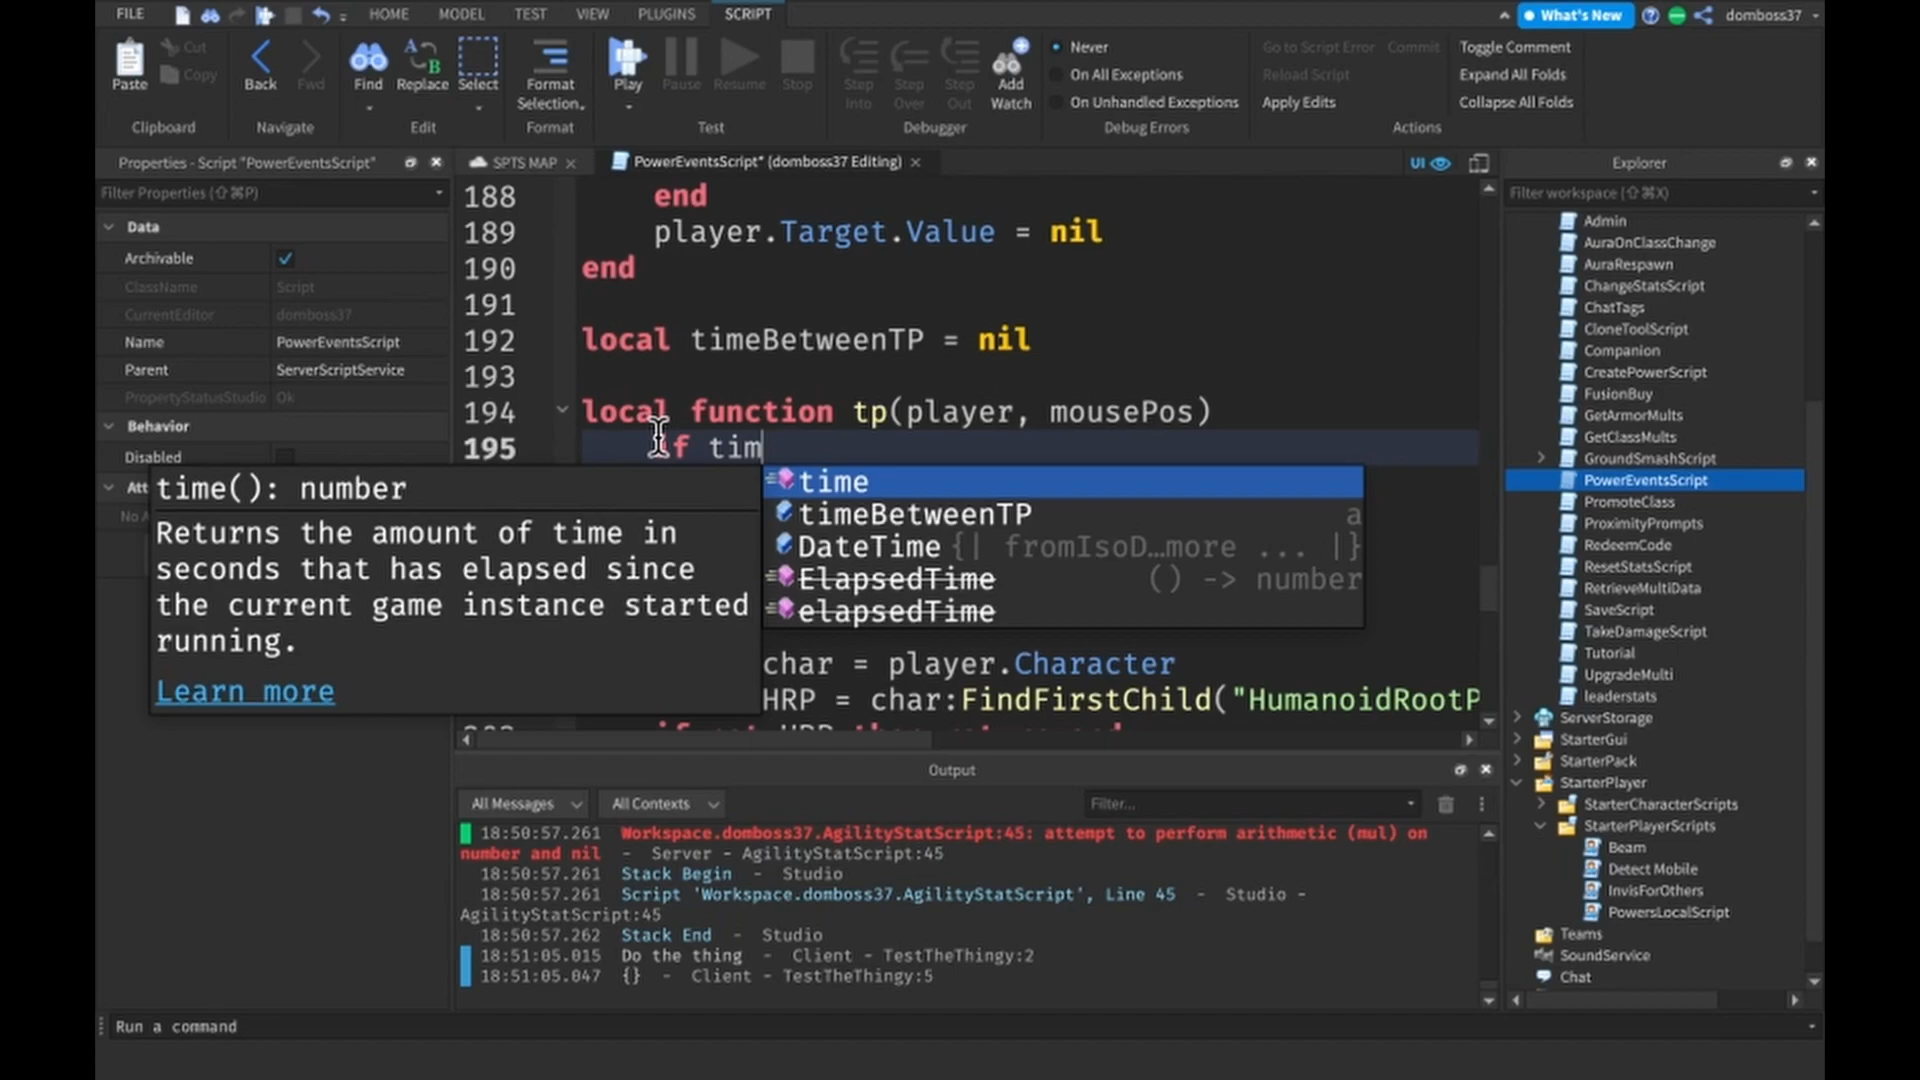 FILE
HOME
MODEL
TEST
VIEW
PLUGINS
SCRIPT
What's New
domboss37
Paste
Cut
Copy
Clipboard
Back
Fwd
Navigate
Find
Replace
Select
Edit
Format
Selection
Format
Play
Pause
Resume
Stop
Test
Step
Into
Step
Over
Step
Out
Add
Watch
Debugger
Never
On All Exceptions
On Unhandled Exceptions
Debug Errors
Go to Script Error
Commit
Reload Script
Apply Edits
Toggle Comment
Expand All Folds
Collapse All Folds
Actions
Properties - Script "PowerEventsScript"
Filter Properties (⇧⌘P)
Data
Archivable
ClassName Script
CurrentEditor domboss37
Name PowerEventsScript
Parent ServerScriptService
PropertyStatusStudio Ok
Behavior
Disabled
Att
No A
SPTS MAP
PowerEventsScript* (domboss37 Editing)
UI
188 end
189 player.Target.Value = nil
190 end
191
192 local timeBetweenTP = nil
193
194 local function tp(player, mousePos)
195 if tim
time(): number
Returns the amount of time in
seconds that has elapsed since
the current game instance started
running.
Learn more
time
timeBetweenTP a
DateTime {| fromIsoD…more ... |}
ElapsedTime () -> number
elapsedTime
char = player.Character
HRP = char:FindFirstChild("HumanoidRootP
Output
All Messages
All Contexts
Filter...
18:50:57.261 Workspace.domboss37.AgilityStatScript:45: attempt to perform arithmetic (mul) on
number and nil - Server - AgilityStatScript:45
18:50:57.261 Stack Begin - Studio
18:50:57.261 Script 'Workspace.domboss37.AgilityStatScript', Line 45 - Studio -
AgilityStatScript:45
18:50:57.262 Stack End - Studio
18:51:05.015 Do the thing - Client - TestTheThingy:2
18:51:05.047 {} - Client - TestTheThingy:5
Run a command
Explorer
Filter workspace (⇧⌘X)
Admin
AuraOnClassChange
AuraRespawn
ChangeStatsScript
ChatTags
CloneToolScript
Companion
CreatePowerScript
FusionBuy
GetArmorMults
GetClassMults
GroundSmashScript
PowerEventsScript
PromoteClass
ProximityPrompts
RedeemCode
ResetStatsScript
RetrieveMultiData
SaveScript
TakeDamageScript
Tutorial
UpgradeMulti
leaderstats
ServerStorage
StarterGui
StarterPack
StarterPlayer
StarterCharacterScripts
StarterPlayerScripts
Beam
Detect Mobile
InvisForOthers
PowersLocalScript
Teams
SoundService
Chat